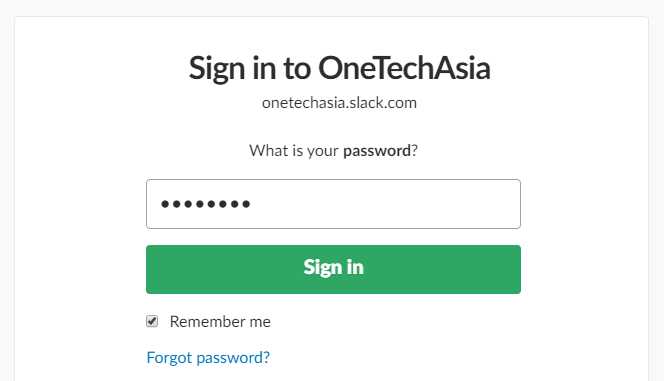 Sign in to OneTechAsia
onetechasia.slack.com
What is your password?
••••••••
Sign in
Remember me
Forgot password?